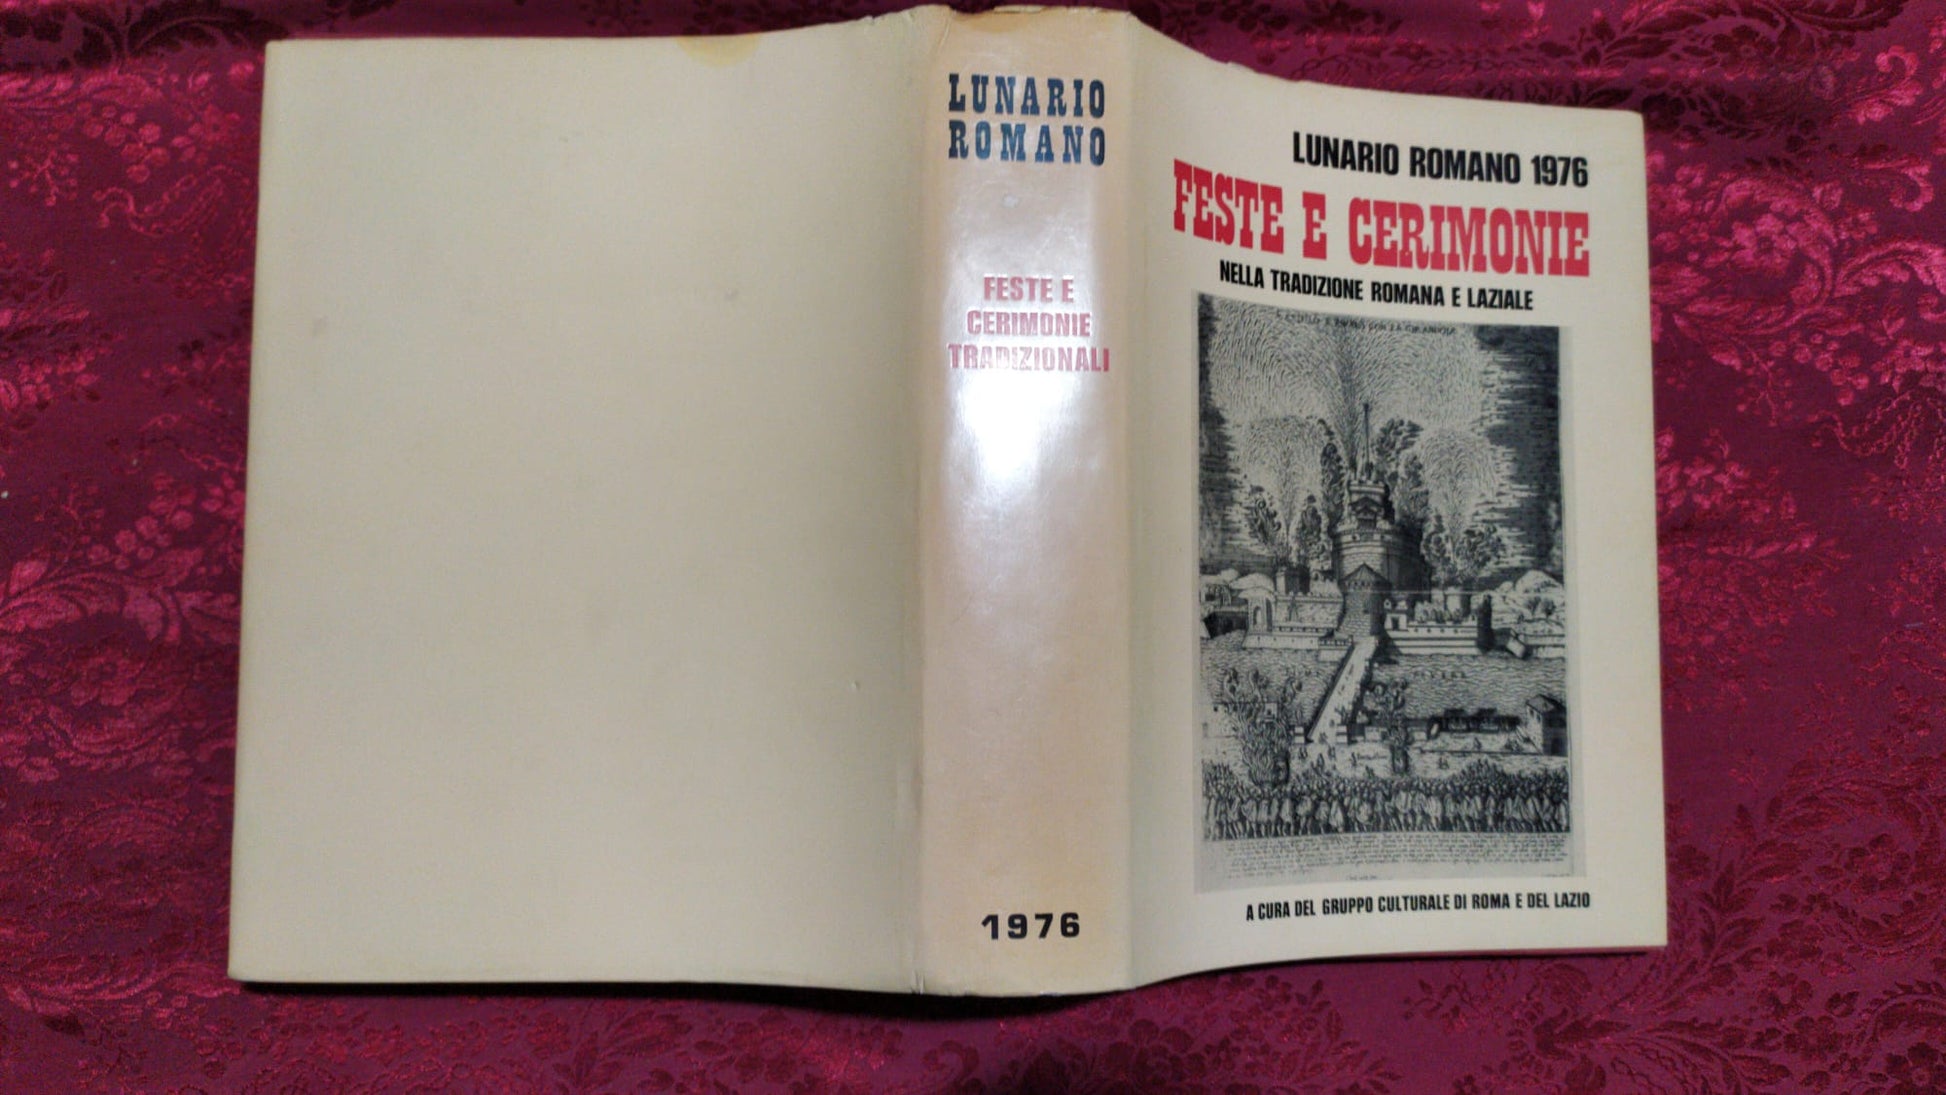 LUNARIO
ROMANO
FESTE E
CERIMONIE
TRADIZIONALI
1976
LUNARIO ROMANO 1976
FESTE E CERIMONIE
NELLA TRADIZIONE ROMANA E LAZIALE
A CURA DEL GRUPPO CULTURALE DI ROMA E DEL LAZIO